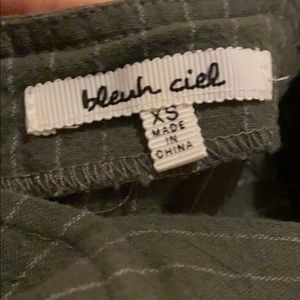 bleuh ciel
XS
MADE IN
CHINA